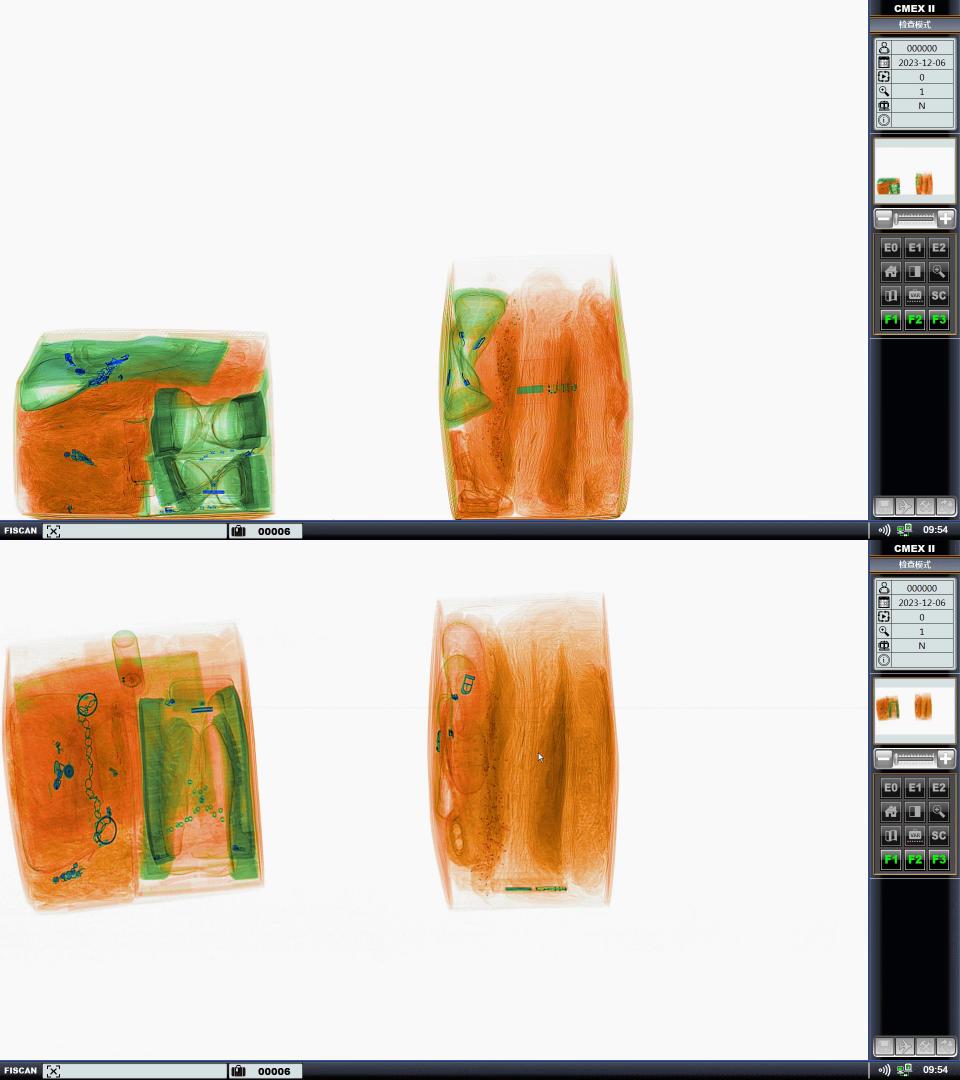 CMEX II
检查模式
000000
2023-12-06
0
1
N
E0 E1 E2
VAR SC
F1 F2 F3
FISCAN 00006 09:54
CMEX II
检查模式
000000
2023-12-06
0
1
N
E0 E1 E2
VAR SC
F1 F2 F3
FISCAN 00006 09:54